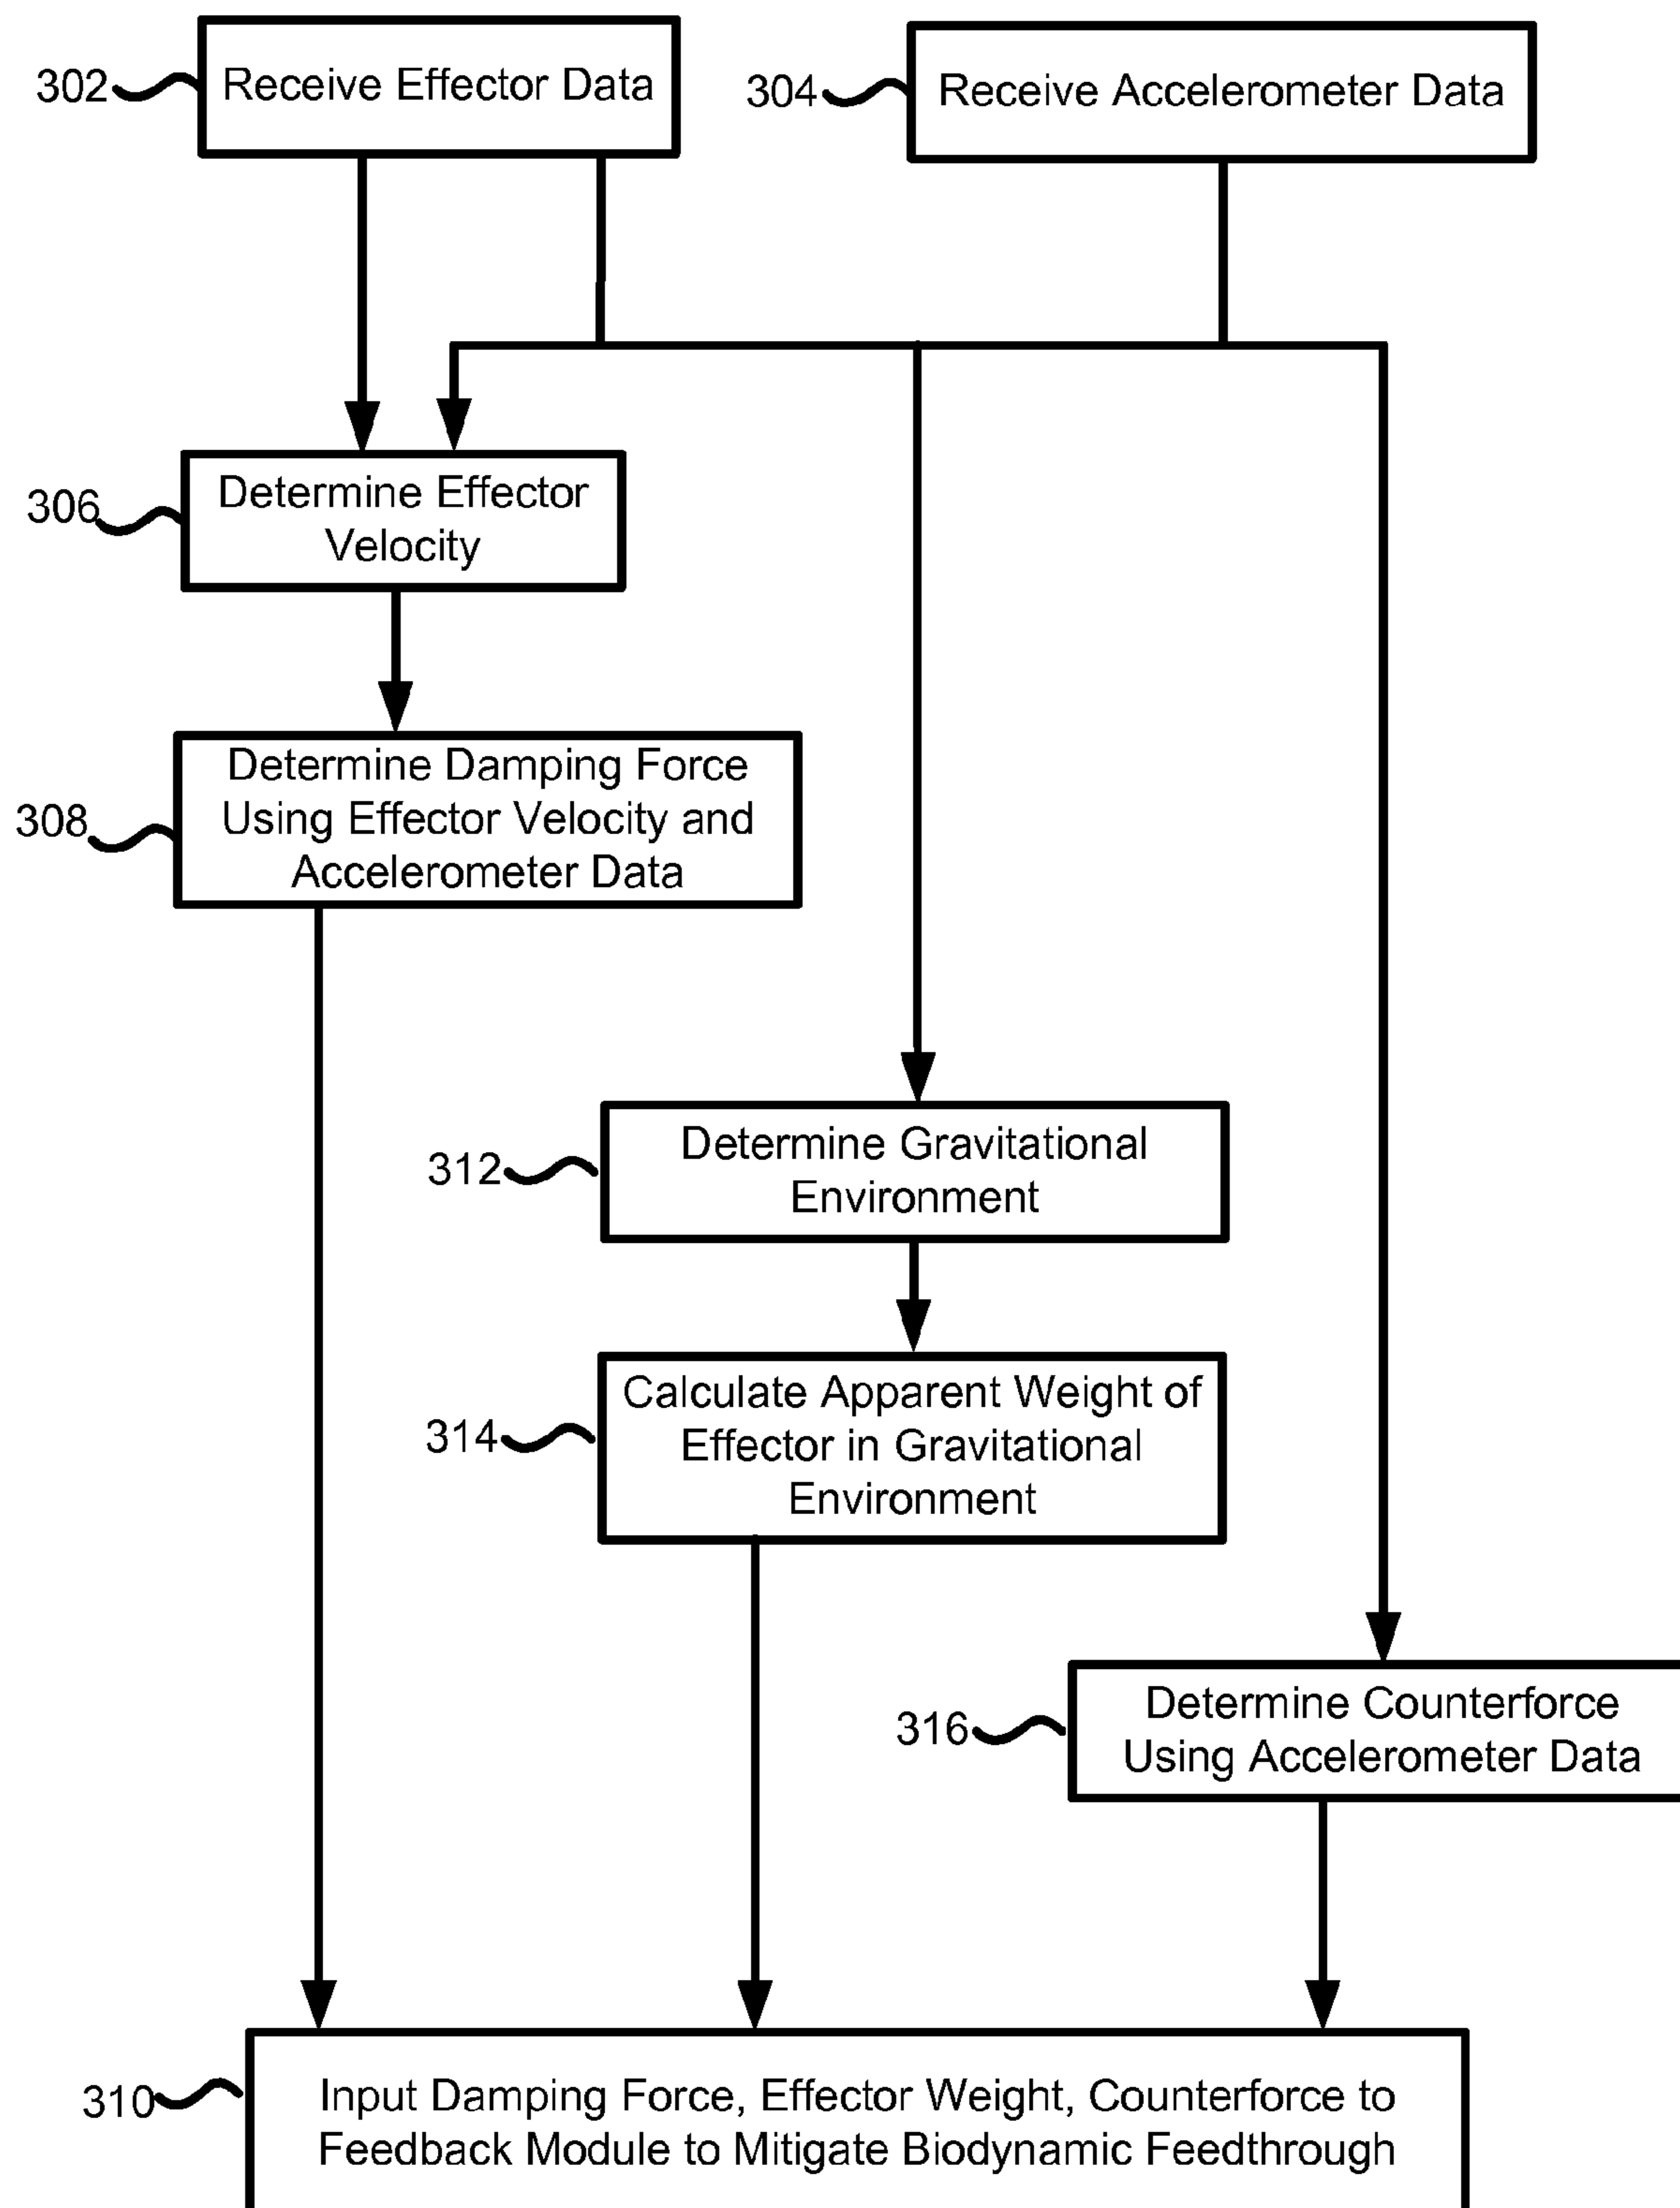 302
Receive Effector Data
304
Receive Accelerometer Data
306
Determine Effector
Velocity
308
Determine Damping Force
Using Effector Velocity and
Accelerometer Data
312
Determine Gravitational
Environment
314
Calculate Apparent Weight of
Effector in Gravitational
Environment
316
Determine Counterforce
Using Accelerometer Data
310
Input Damping Force, Effector Weight, Counterforce to
Feedback Module to Mitigate Biodynamic Feedthrough